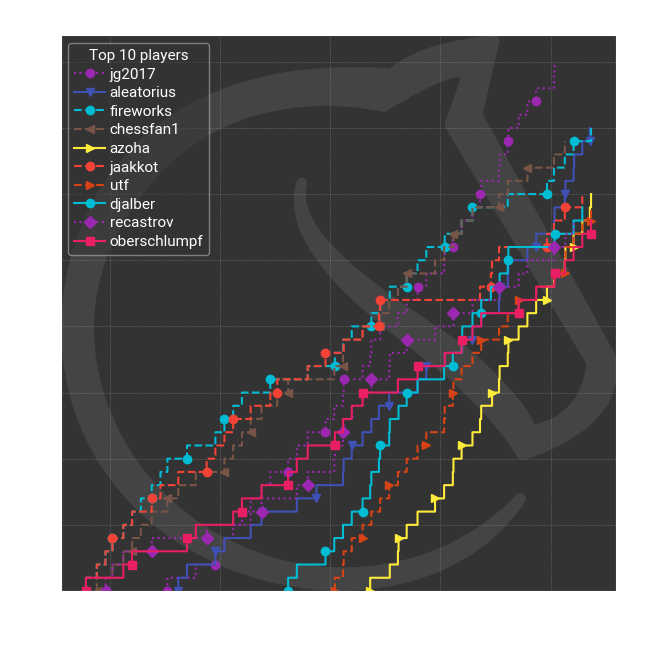 Top 10 players
jg2017
aleatorius
fireworks
chessfan1
azoha
jaakkot
utf
djalber
recastrov
oberschlumpf